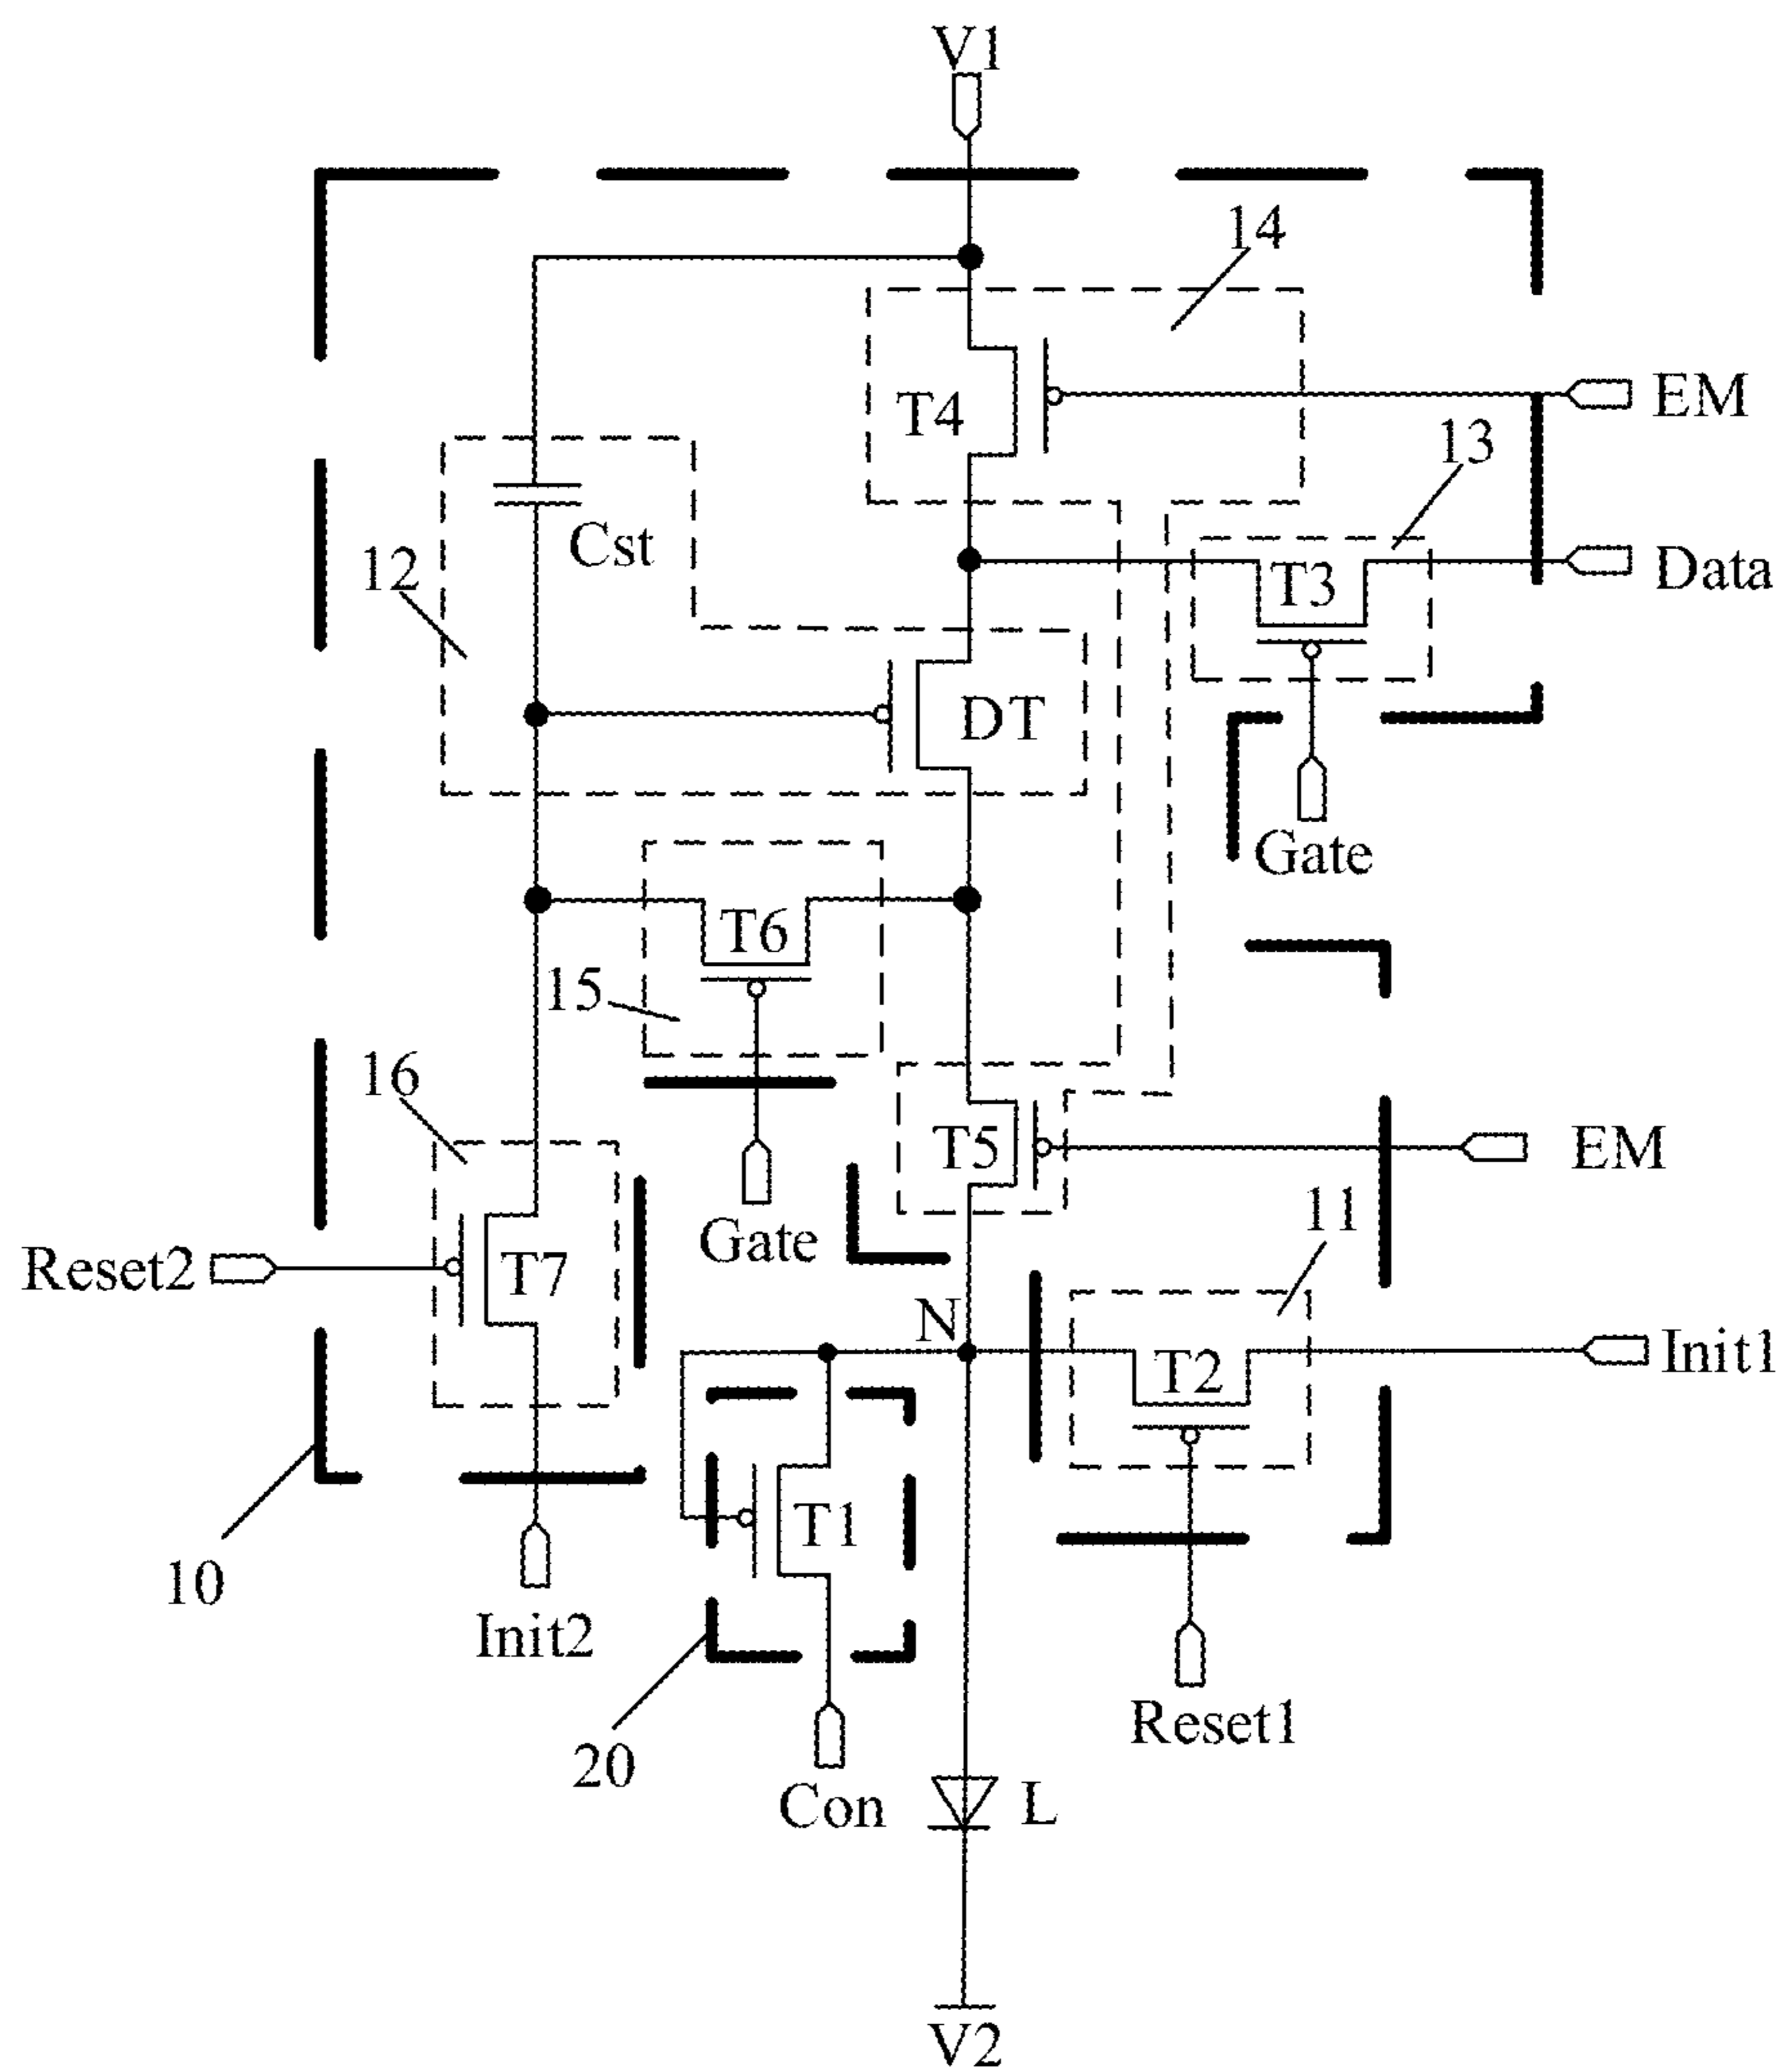 V1
14
T4
EM
13
Cst
12
T3
Data
DT
Gate
T6
15
16
T5
EM
11
Gate
Reset2
T7
N
T2
Init1
T1
10
Init2
Reset1
20
Con
L
V2